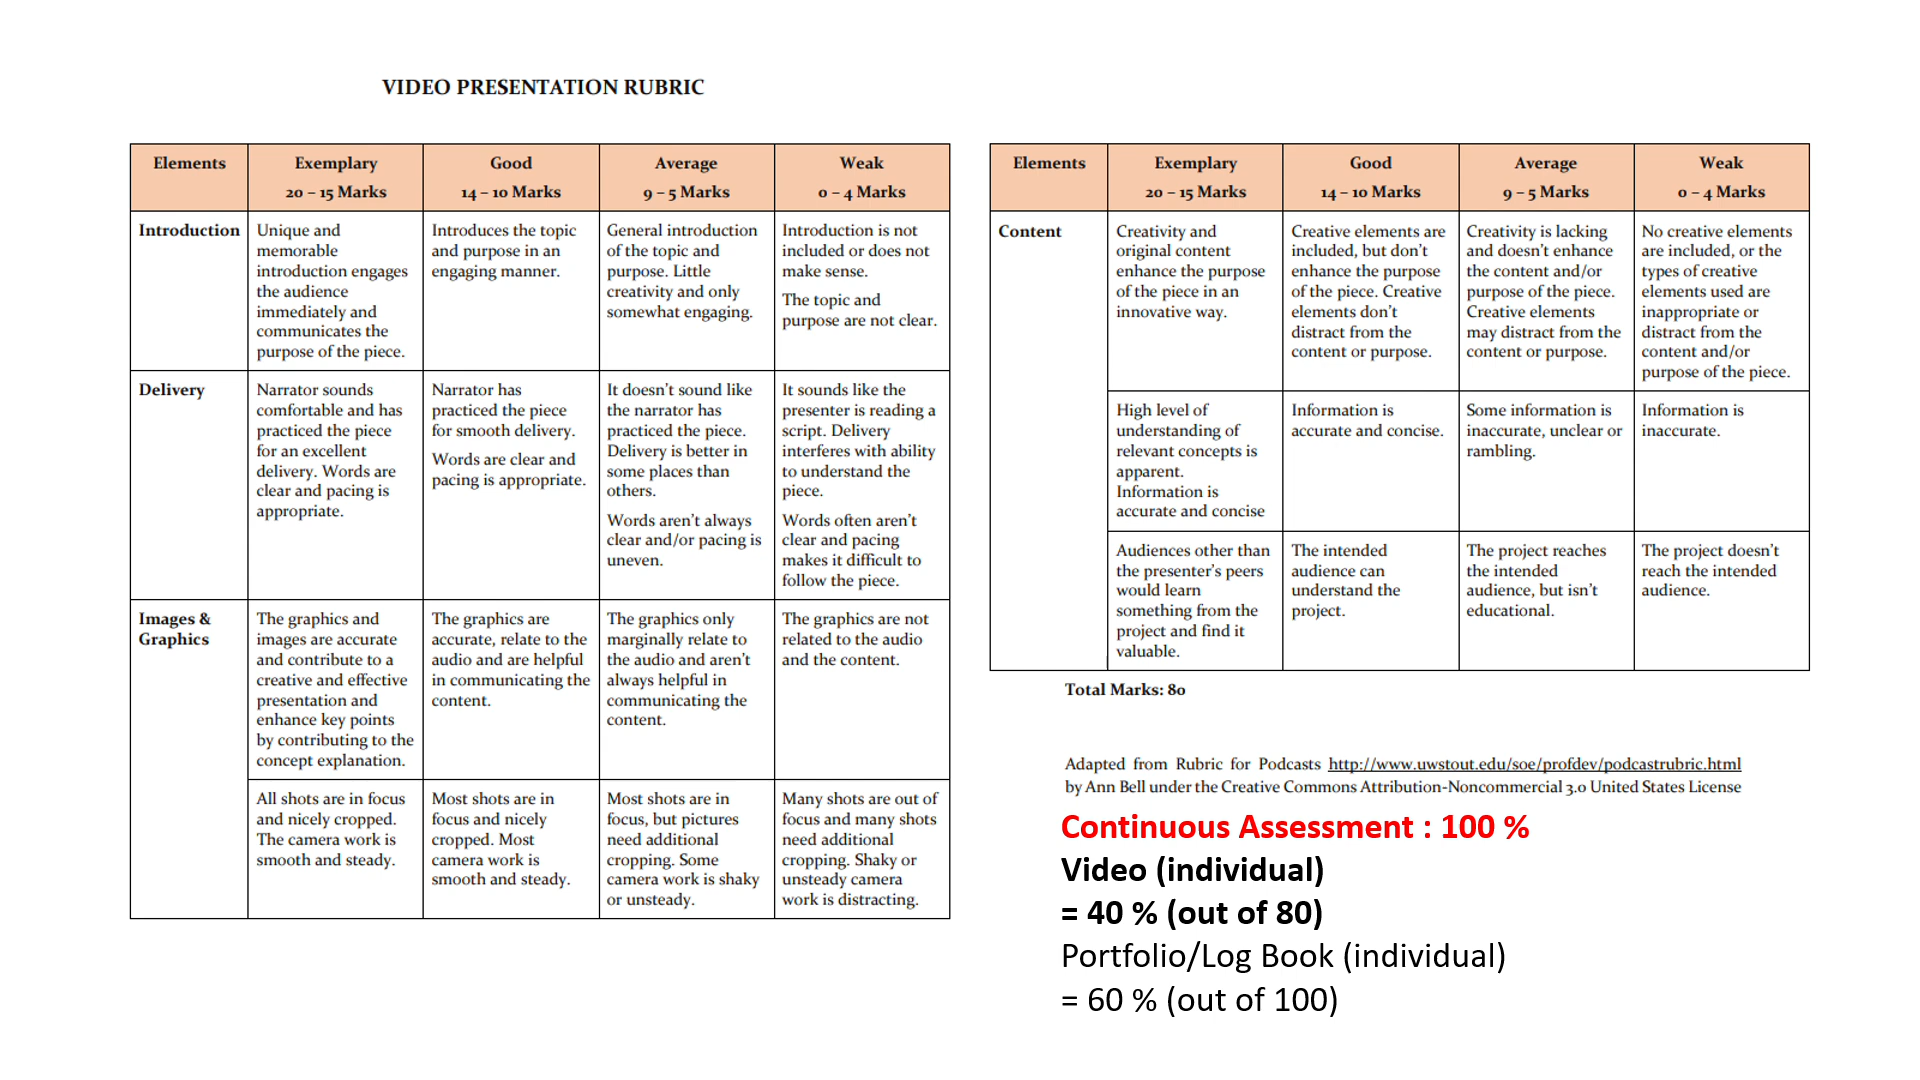 VIDEO PRESENTATION RUBRIC
Elements
Exemplary
20 – 15 Marks
Good
14 – 10 Marks
Average
9 – 5 Marks
Weak
0 – 4 Marks
Introduction
Unique and
memorable
introduction engages
the audience
immediately and
communicates the
purpose of the piece.
Introduces the topic
and purpose in an
engaging manner.
General introduction
of the topic and
purpose. Little
creativity and only
somewhat engaging.
Introduction is not
included or does not
make sense.
The topic and
purpose are not clear.
Delivery
Narrator sounds
comfortable and has
practiced the piece
for an excellent
delivery. Words are
clear and pacing is
appropriate.
Narrator has
practiced the piece
for smooth delivery.
Words are clear and
pacing is appropriate.
It doesn’t sound like
the narrator has
practiced the piece.
Delivery is better in
some places than
others.
Words aren’t always
clear and/or pacing is
uneven.
It sounds like the
presenter is reading a
script. Delivery
interferes with ability
to understand the
piece.
Words often aren’t
clear and pacing
makes it difficult to
follow the piece.
Images &
Graphics
The graphics and
images are accurate
and contribute to a
creative and effective
presentation and
enhance key points
by contributing to the
concept explanation.
The graphics are
accurate, relate to the
audio and are helpful
in communicating the
content.
The graphics only
marginally relate to
the audio and aren’t
always helpful in
communicating the
content.
The graphics are not
related to the audio
and the content.
All shots are in focus
and nicely cropped.
The camera work is
smooth and steady.
Most shots are in
focus and nicely
cropped. Most
camera work is
smooth and steady.
Most shots are in
focus, but pictures
need additional
cropping. Some
camera work is shaky
or unsteady.
Many shots are out of
focus and many shots
need additional
cropping. Shaky or
unsteady camera
work is distracting.
Elements
Exemplary
20 – 15 Marks
Good
14 – 10 Marks
Average
9 – 5 Marks
Weak
0 – 4 Marks
Content
Creativity and
original content
enhance the purpose
of the piece in an
innovative way.
Creative elements are
included, but don’t
enhance the purpose
of the piece. Creative
elements don’t
distract from the
content or purpose.
Creativity is lacking
and doesn’t enhance
the content and/or
purpose of the piece.
Creative elements
may distract from the
content or purpose.
No creative elements
are included, or the
types of creative
elements used are
inappropriate or
distract from the
content and/or
purpose of the piece.
High level of
understanding of
relevant concepts is
apparent.
Information is
accurate and concise
Information is
accurate and concise.
Some information is
inaccurate, unclear or
rambling.
Information is
inaccurate.
Audiences other than
the presenter’s peers
would learn
something from the
project and find it
valuable.
The intended
audience can
understand the
project.
The project reaches
the intended
audience, but isn’t
educational.
The project doesn’t
reach the intended
audience.
Total Marks: 80
Adapted from Rubric for Podcasts http://www.uwstout.edu/soe/profdev/podcastrubric.html
by Ann Bell under the Creative Commons Attribution-Noncommercial 3.0 United States License
Continuous Assessment : 100 %
Video (individual)
= 40 % (out of 80)
Portfolio/Log Book (individual)
= 60 % (out of 100)